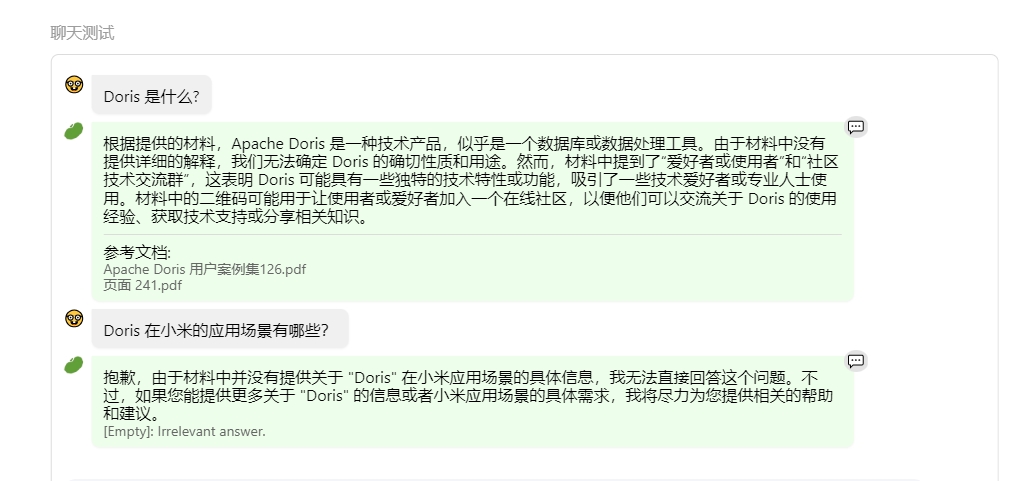 聊天测试
Doris 是什么?
根据提供的材料，Apache Doris 是一种技术产品，似乎是一个数据库或数据处理工具。由于材料中没有
提供详细的解释，我们无法确定 Doris 的确切性质和用途。然而，材料中提到了“爱好者或使用者”和“社区
技术交流群”，这表明 Doris 可能具有一些独特的技术特性或功能，吸引了一些技术爱好者或专业人士使
用。材料中的二维码可能用于让使用者或爱好者加入一个在线社区，以便他们可以交流关于 Doris 的使用
经验、获取技术支持或分享相关知识。
参考文档:
Apache Doris 用户案例集126.pdf
页面 241.pdf
Doris 在小米的应用场景有哪些?
抱歉，由于材料中并没有提供关于 "Doris" 在小米应用场景的具体信息，我无法直接回答这个问题。不
过，如果您能提供更多关于 "Doris" 的信息或者小米应用场景的具体需求，我将尽力为您提供相关的帮助
和建议。
[Empty]: Irrelevant answer.